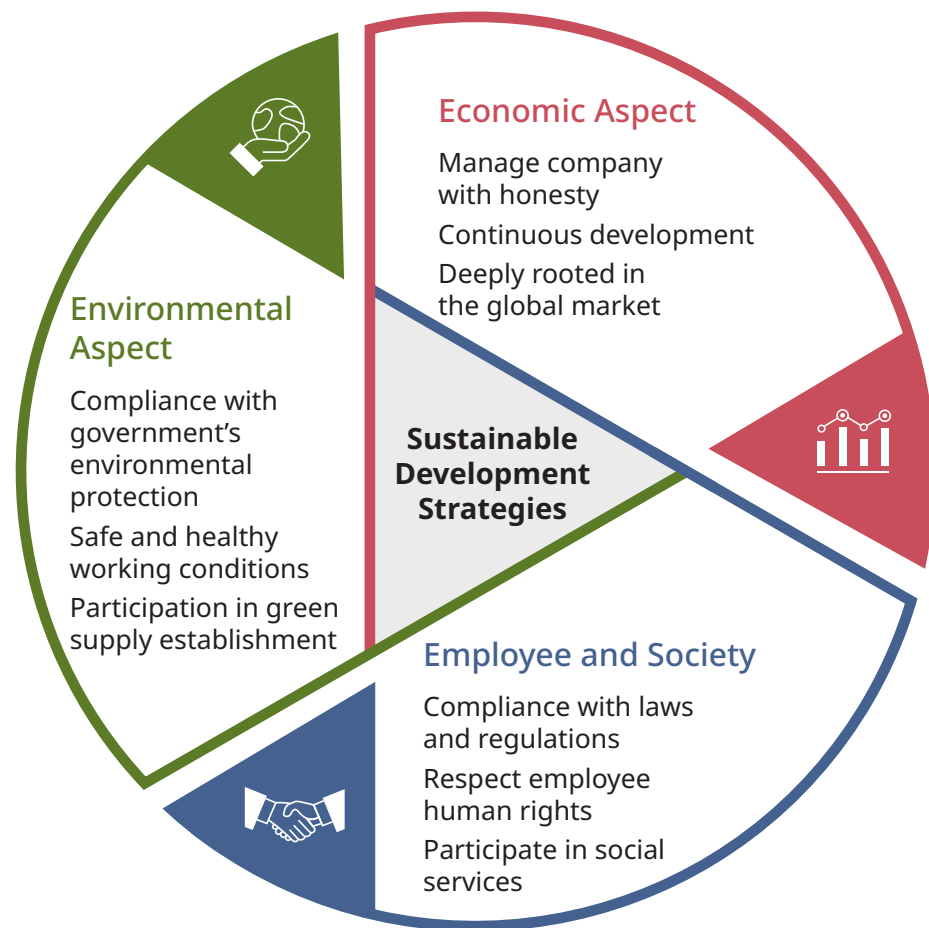 Economic Aspect
Manage company
with honesty
Continuous development
Deeply rooted in
the global market
Environmental
Aspect
Compliance with
government’s
environmental
protection
Safe and healthy
working conditions
Participation in green
supply establishment
Sustainable
Development
Strategies
Employee and Society
Compliance with laws
and regulations
Respect employee
human rights
Participate in social
services